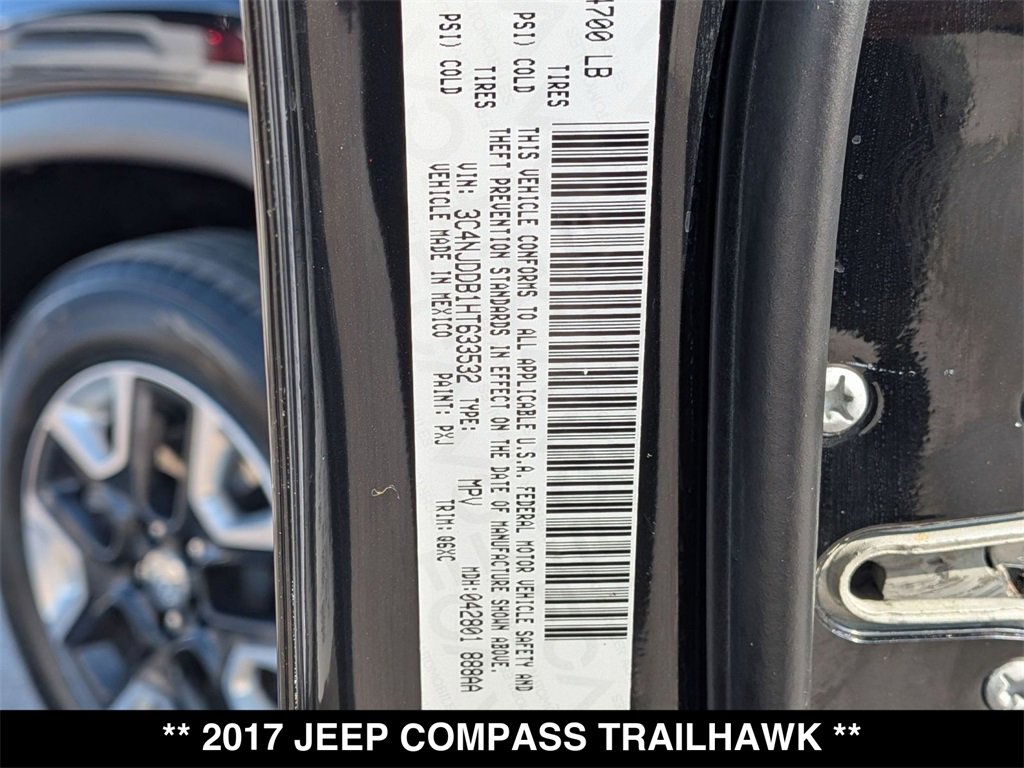 4700 LB
TIRES
PSI) COLD
TIRES
PSI) COLD
THIS VEHICLE CONFORMS TO ALL APPLICABLE U.S.A. FEDERAL MOTOR VEHICLE SAFETY AND
THEFT PREVENTION STANDARDS IN EFFECT ON THE DATE OF MANUFACTURE SHOWN ABOVE.
VIN: 3C4NJDDB1HT633532 TYPE: MPV MDH:042801 888AA
VEHICLE MADE IN MEXICO PAINT: PXJ TRIM: Q6XC
** 2017 JEEP COMPASS TRAILHAWK **